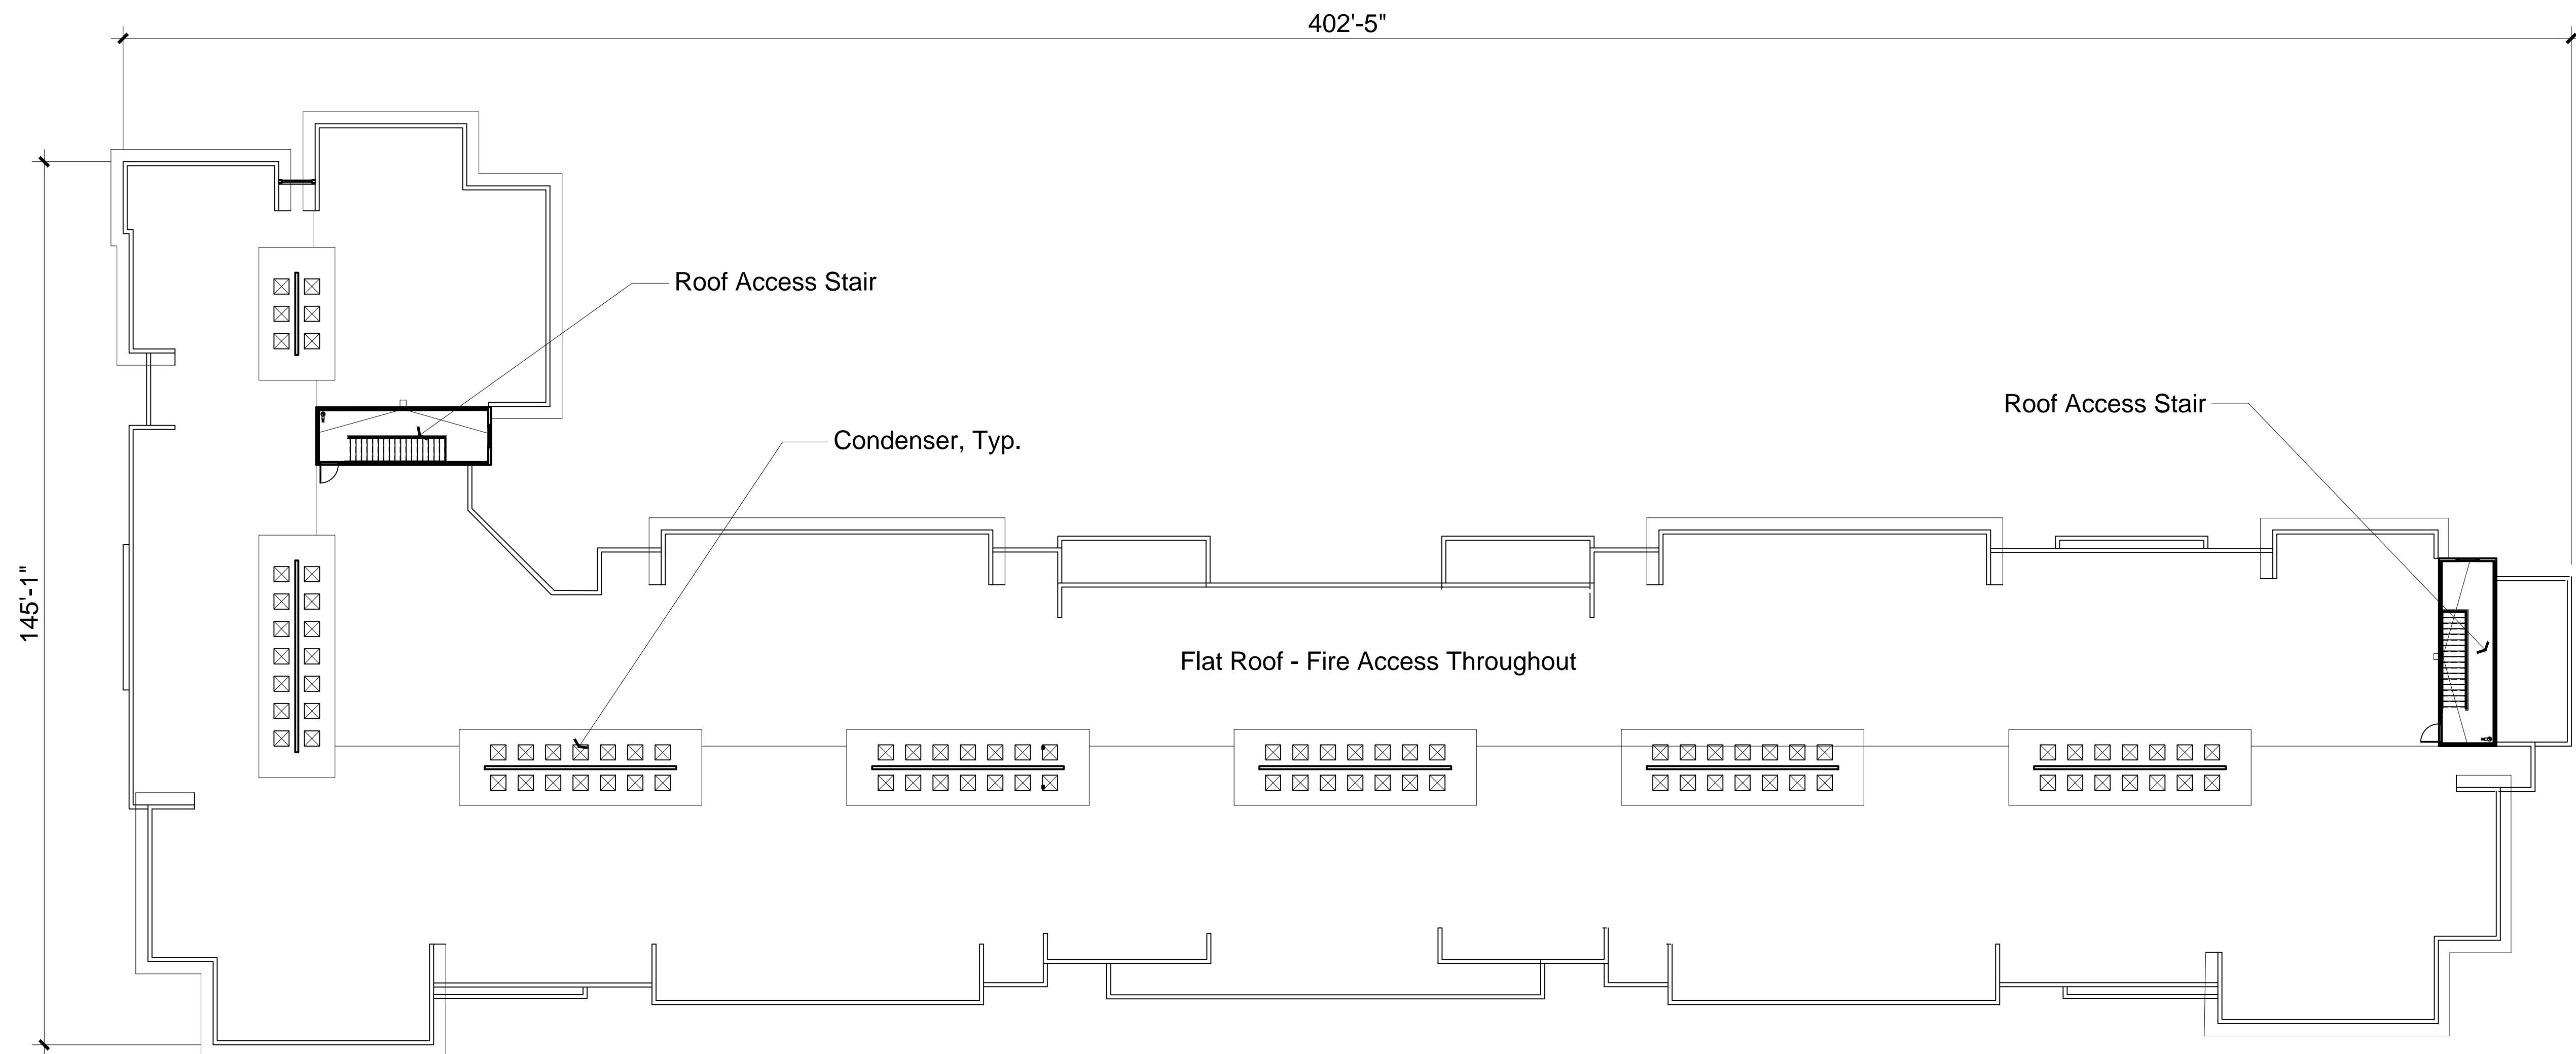 402'-5"
Roof Access Stair
Roof Access Stair
Condenser, Typ.
145'-1"
Flat Roof - Fire Access Throughout